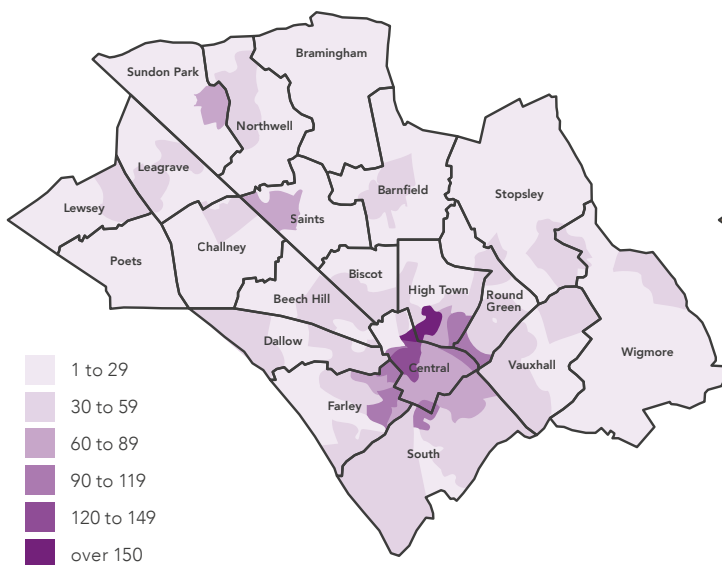 Bramingham
Sundon Park
Northwell
Leagrave
Barnfield
Stopsley
Lewsey
Saints
Challney
Poets
Biscot
High Town
Beech Hill
Round
Green
Dallow
Vauxhall
Wigmore
Central
Farley
South
1 to 29
30 to 59
60 to 89
90 to 119
120 to 149
over 150